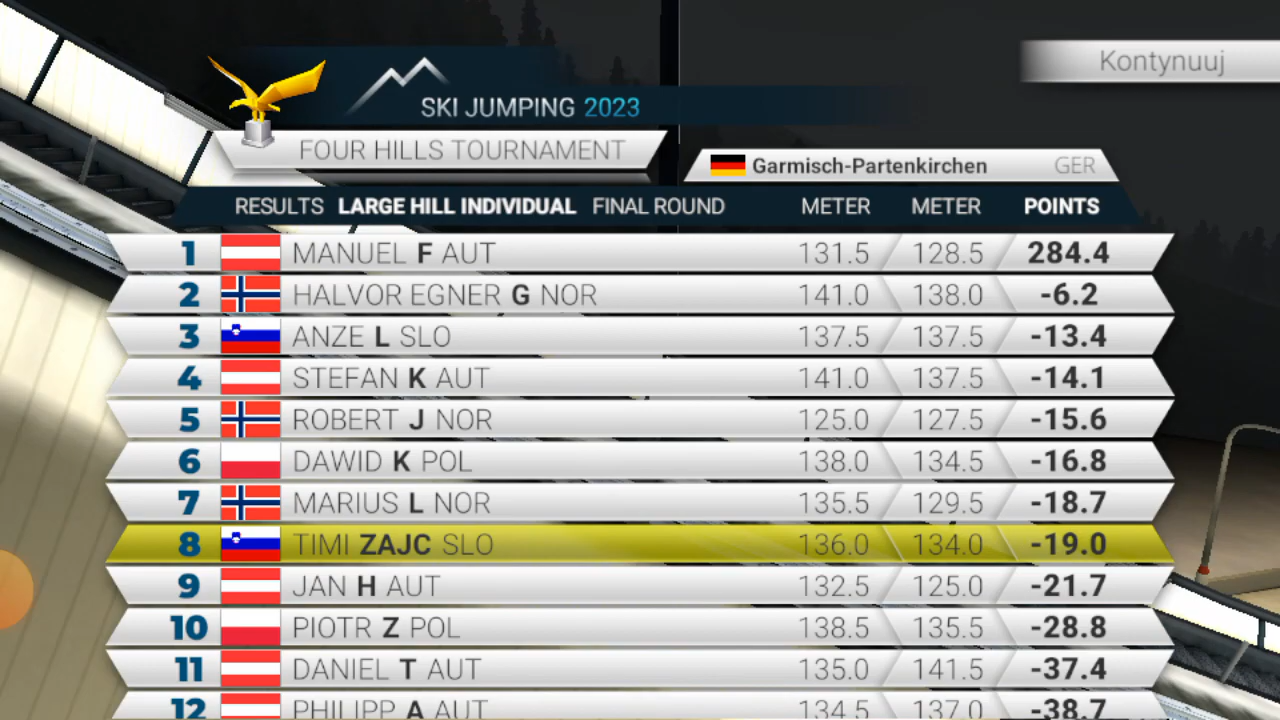 Kontynuuj
SKI JUMPING 2023
FOUR HILLS TOURNAMENT
Garmisch-Partenkirchen GER
RESULTS LARGE HILL INDIVIDUAL FINAL ROUND METER METER POINTS
1 MANUEL F AUT 131.5 128.5 284.4
2 HALVOR EGNER G NOR 141.0 138.0 -6.2
3 ANZE L SLO 137.5 137.5 -13.4
4 STEFAN K AUT 141.0 137.5 -14.1
5 ROBERT J NOR 125.0 127.5 -15.6
6 DAWID K POL 138.0 134.5 -16.8
7 MARIUS L NOR 135.5 129.5 -18.7
8 TIMI ZAJC SLO 136.0 134.0 -19.0
9 JAN H AUT 132.5 125.0 -21.7
10 PIOTR Z POL 138.5 135.5 -28.8
11 DANIEL T AUT 135.0 141.5 -37.4
12 PHILIPP A AUT 134.5 137.0 -38.7